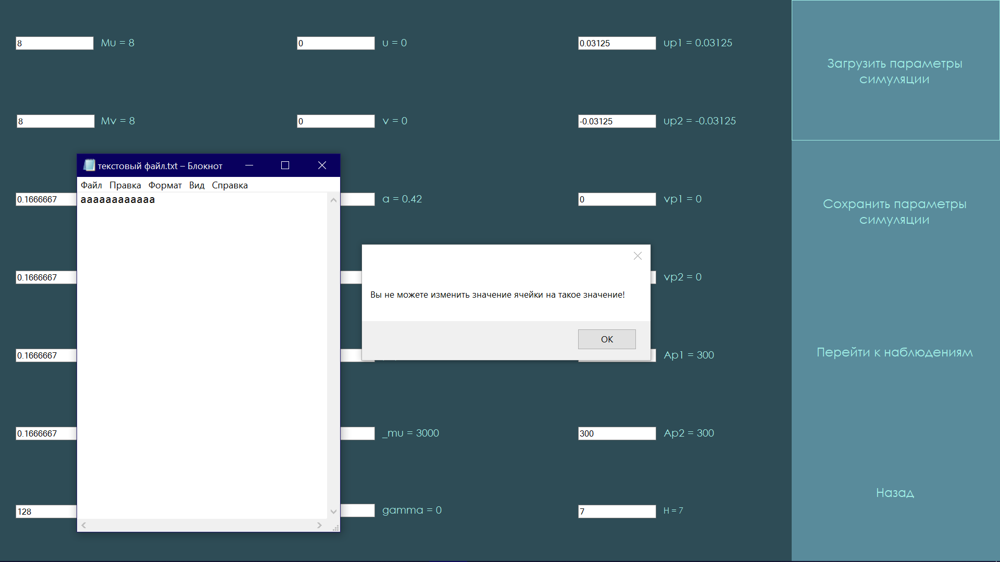 8 Mu = 8 0 u = 0 0.03125 up1 = 0.03125
8 Mv = 8 0 v = 0 -0.03125 up2 = -0.03125
0.1666667 a = 0.42 0 vp1 = 0
0.1666667 vp2 = 0
0.1666667 Ap1 = 300
0.1666667 _mu = 3000 300 Ap2 = 300
128 gamma = 0 7 H = 7
текстовый файл.txt – Блокнот
Файл Правка Формат Вид Справка
аааааааааааа
Вы не можете изменить значение ячейки на такое значение!
ОК
Загрузить параметры
симуляции
Сохранить параметры
симуляции
Перейти к наблюдениям
Назад